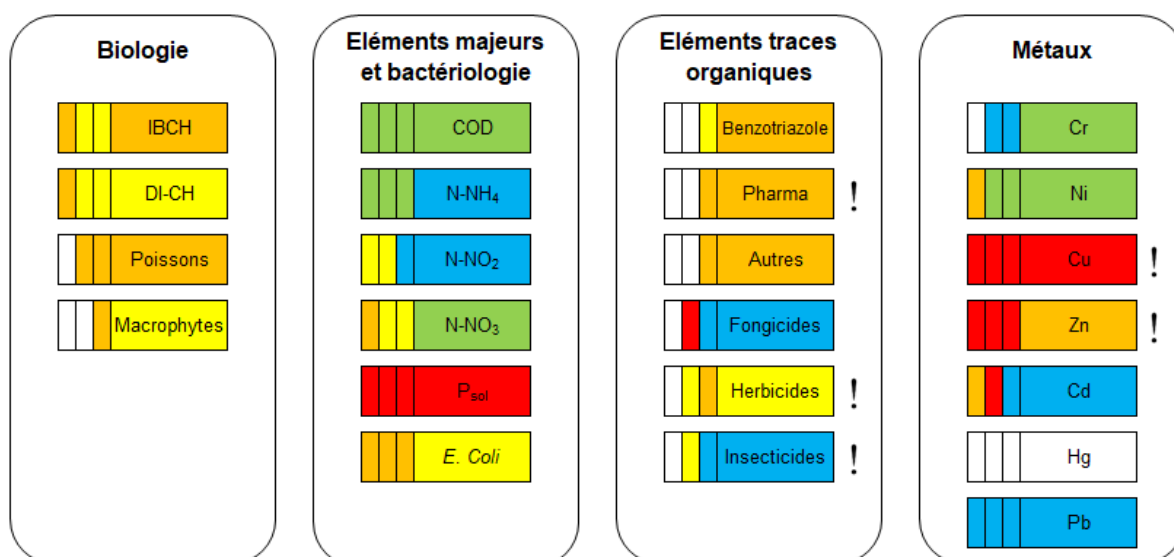 Biologie
IBCH
DI-CH
Poissons
Macrophytes
Eléments majeurs
et bactériologie
COD
N-NH₄
N-NO₂
N-NO₃
Psol
E. Coli
Eléments traces
organiques
Benzotriazole
Pharma !
Autres
Fongicides
Herbicides !
Insecticides !
Métaux
Cr
Ni
Cu !
Zn !
Cd
Hg
Pb